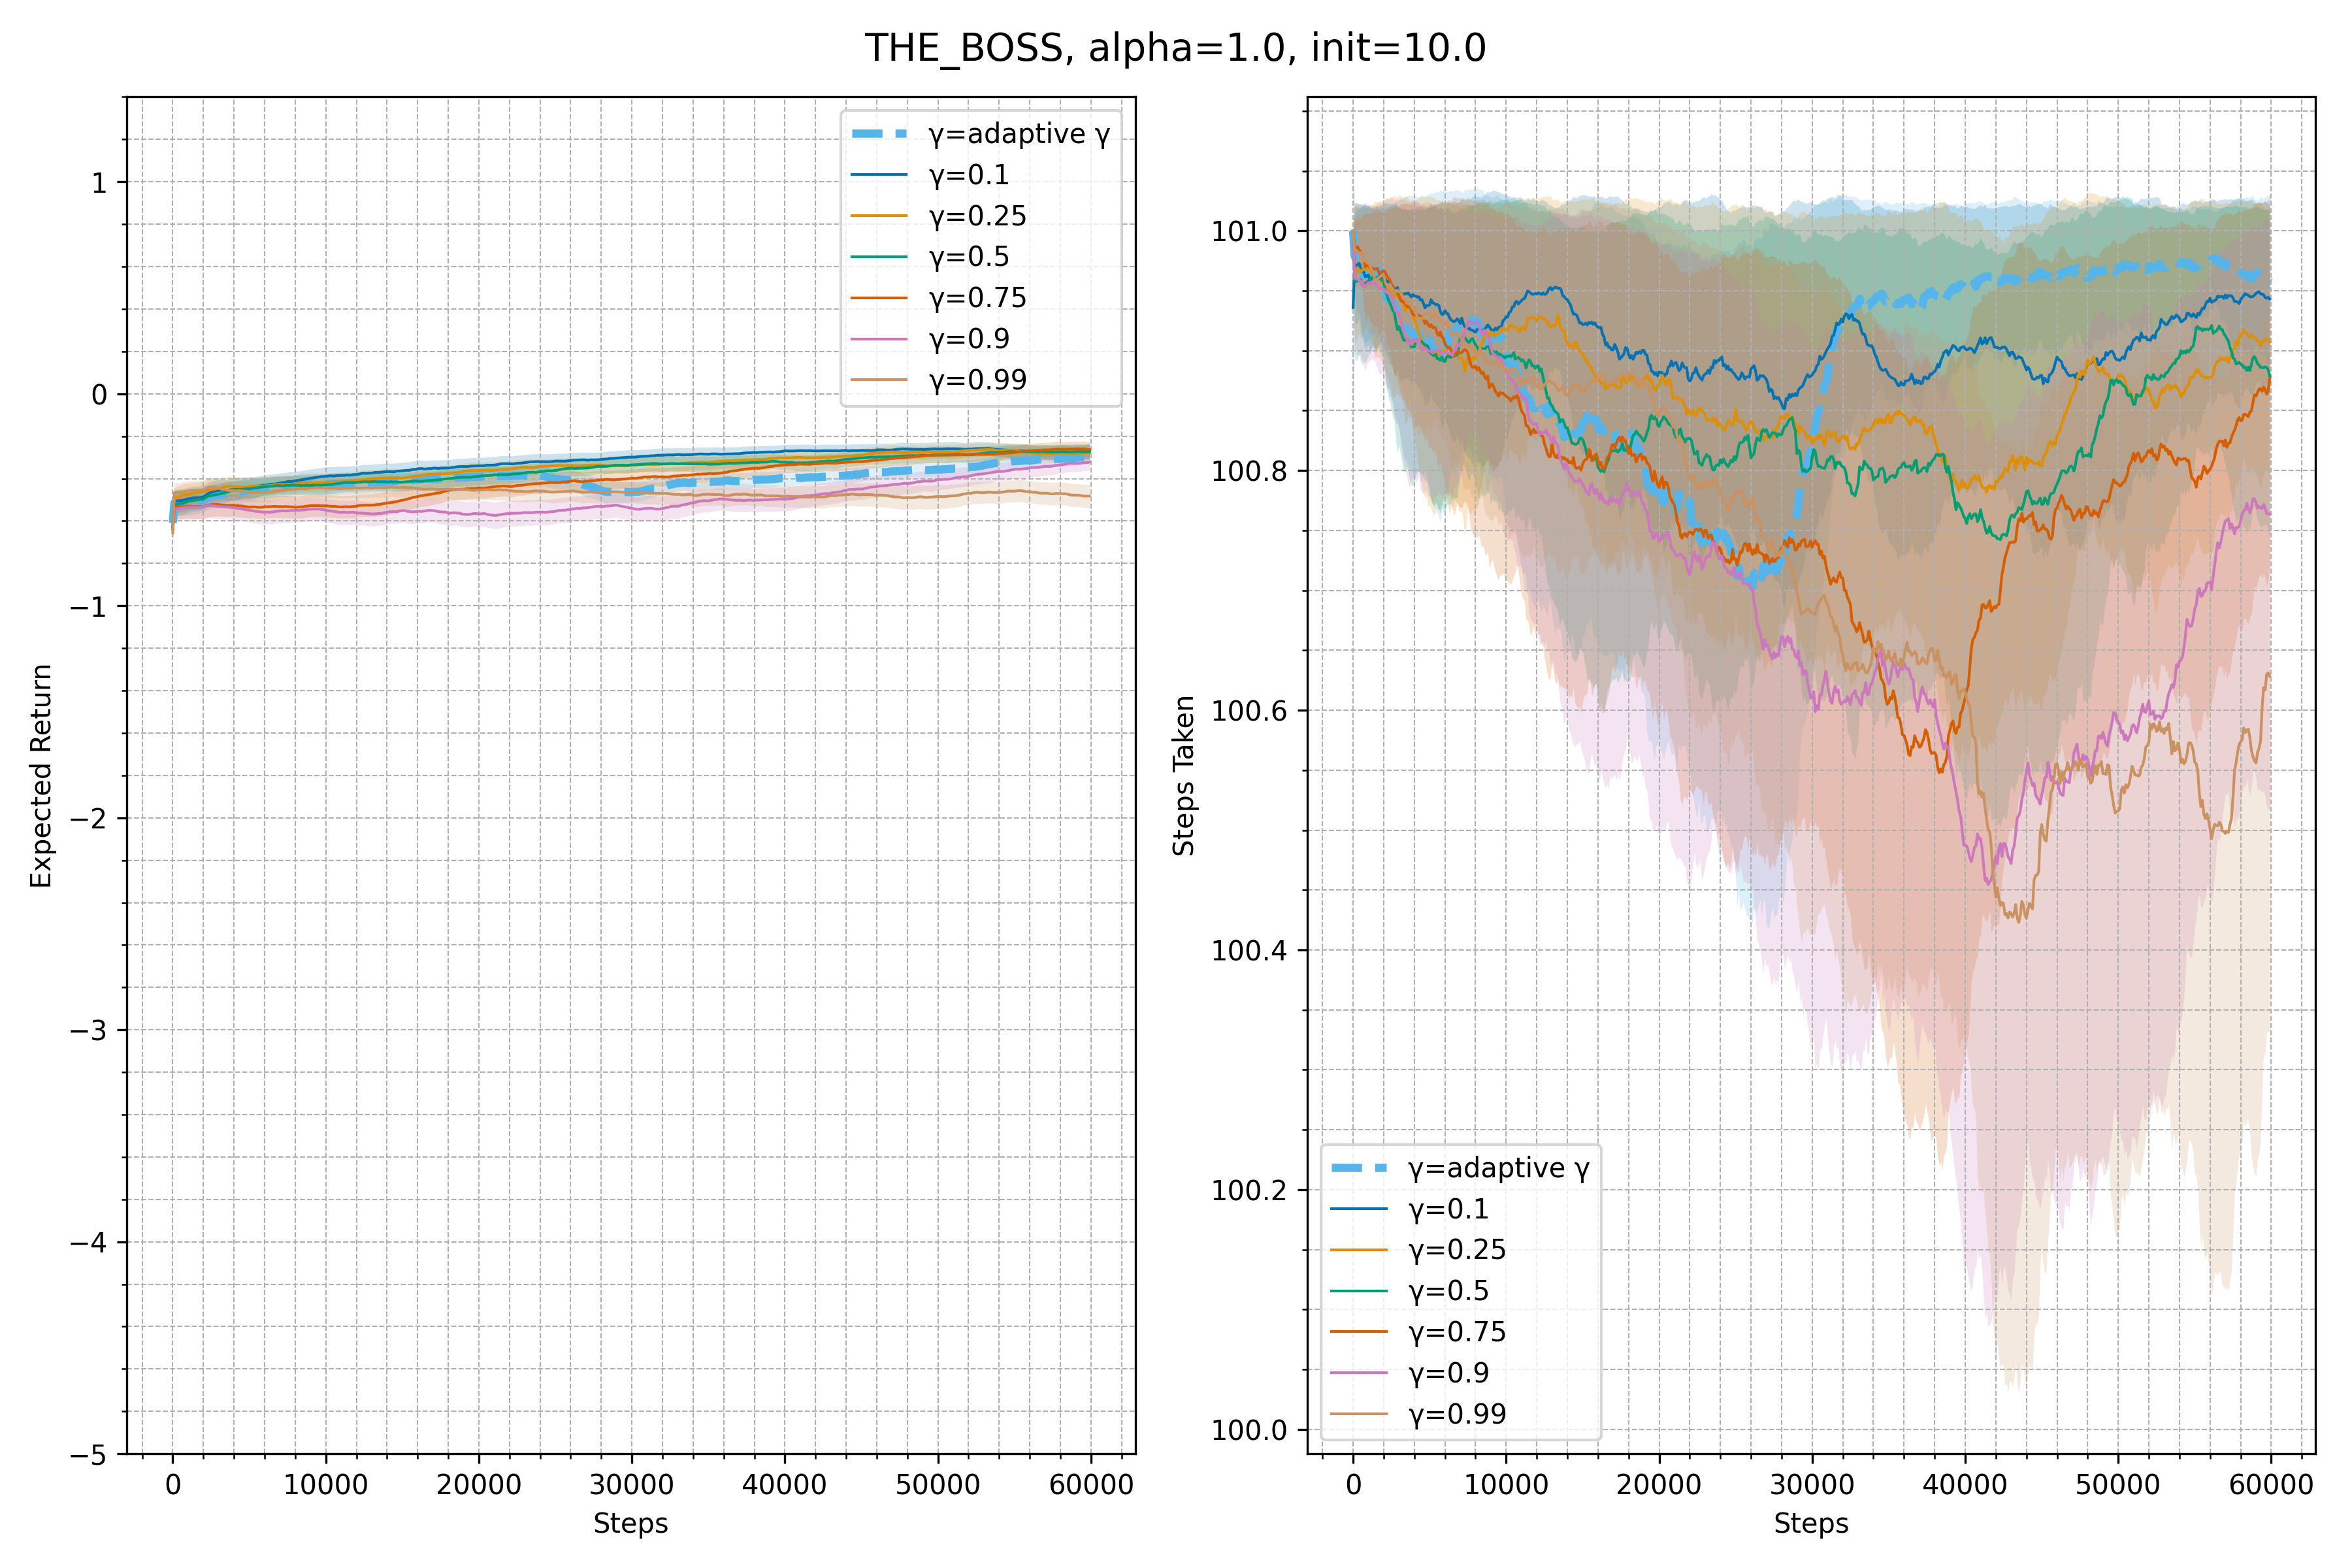 THE_BOSS, alpha=1.0, init=10.0
Expected Return
1
0
−1
−2
−3
−4
−5
0
10000
20000
30000
40000
50000
60000
Steps
γ=adaptive γ
γ=0.1
γ=0.25
γ=0.5
γ=0.75
γ=0.9
γ=0.99
Steps Taken
101.0
100.8
100.6
100.4
100.2
100.0
0
10000
20000
30000
40000
50000
60000
Steps
γ=adaptive γ
γ=0.1
γ=0.25
γ=0.5
γ=0.75
γ=0.9
γ=0.99